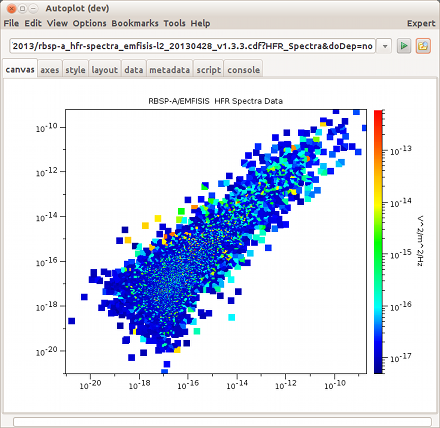 Autoplot (dev)
File Edit View Options Bookmarks Tools Help Expert
'2013/rbsp-a_hfr-spectra_emfisis-l2_20130428_v1.3.3.cdf?HFR_Spectra&doDep=no
canvas axes style layout data metadata script console
RBSP-A/EMFISIS HFR Spectra Data
10-10
10-12
10-14
10-16
10-18
10-20
10-20 10-18 10-16 10-14 10-12 10-10
10-13
10-14
10-15
10-16
10-17
V^2/m^2/Hz